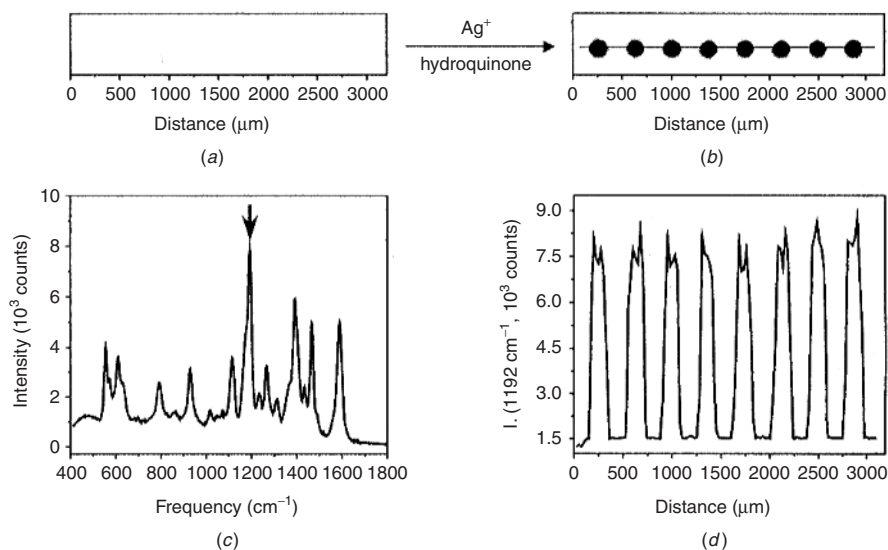 0 500 1000 1500 2000 2500 3000
Distance (μm)
(a)
Ag⁺
hydroquinone
0 500 1000 1500 2000 2500 3000
Distance (μm)
(b)
10
8
6
4
2
0
Intensity (10³ counts)
400 600 800 1000 1200 1400 1600 1800
Frequency (cm⁻¹)
(c)
9.0
7.5
6.0
4.5
3.0
1.5
I. (1192 cm⁻¹, 10³ counts)
0 500 1000 1500 2000 2500 3000
Distance (μm)
(d)